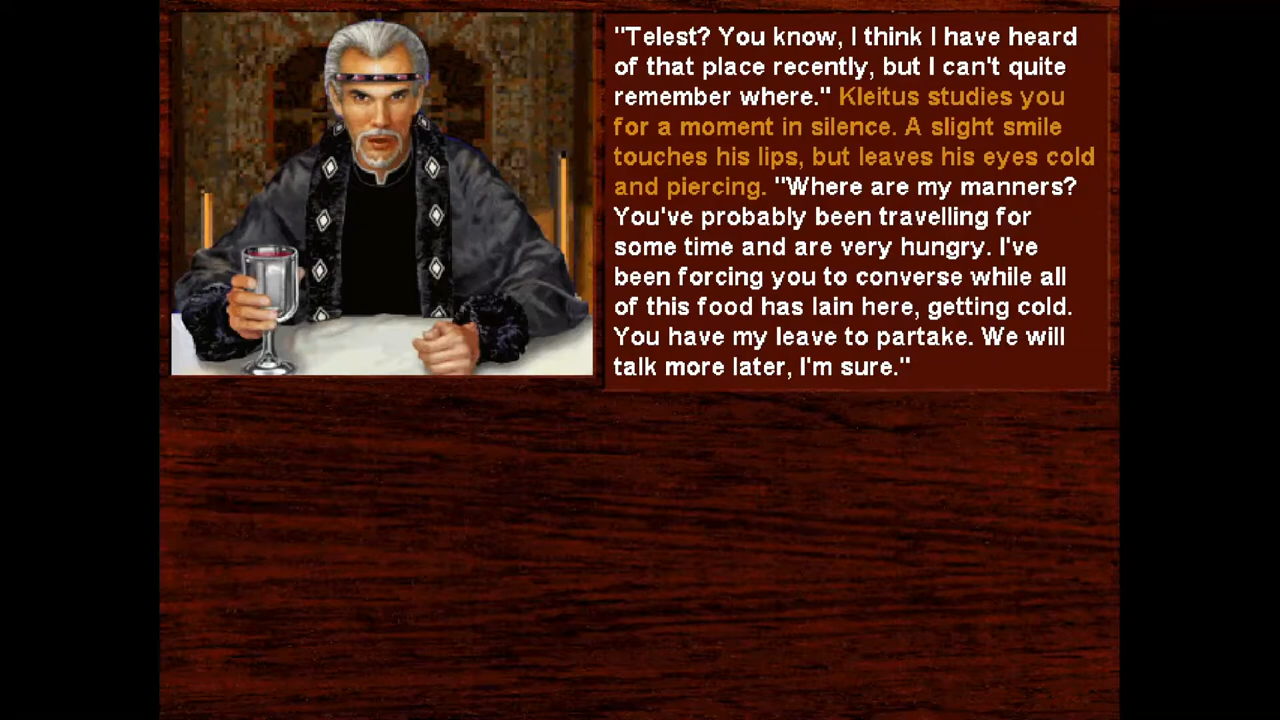 "Telest? You know, I think I have heard
of that place recently, but I can't quite
remember where." Kleitus studies you
for a moment in silence. A slight smile
touches his lips, but leaves his eyes cold
and piercing. "Where are my manners?
You've probably been travelling for
some time and are very hungry. I've
been forcing you to converse while all
of this food has lain here, getting cold.
You have my leave to partake. We will
talk more later, I'm sure."